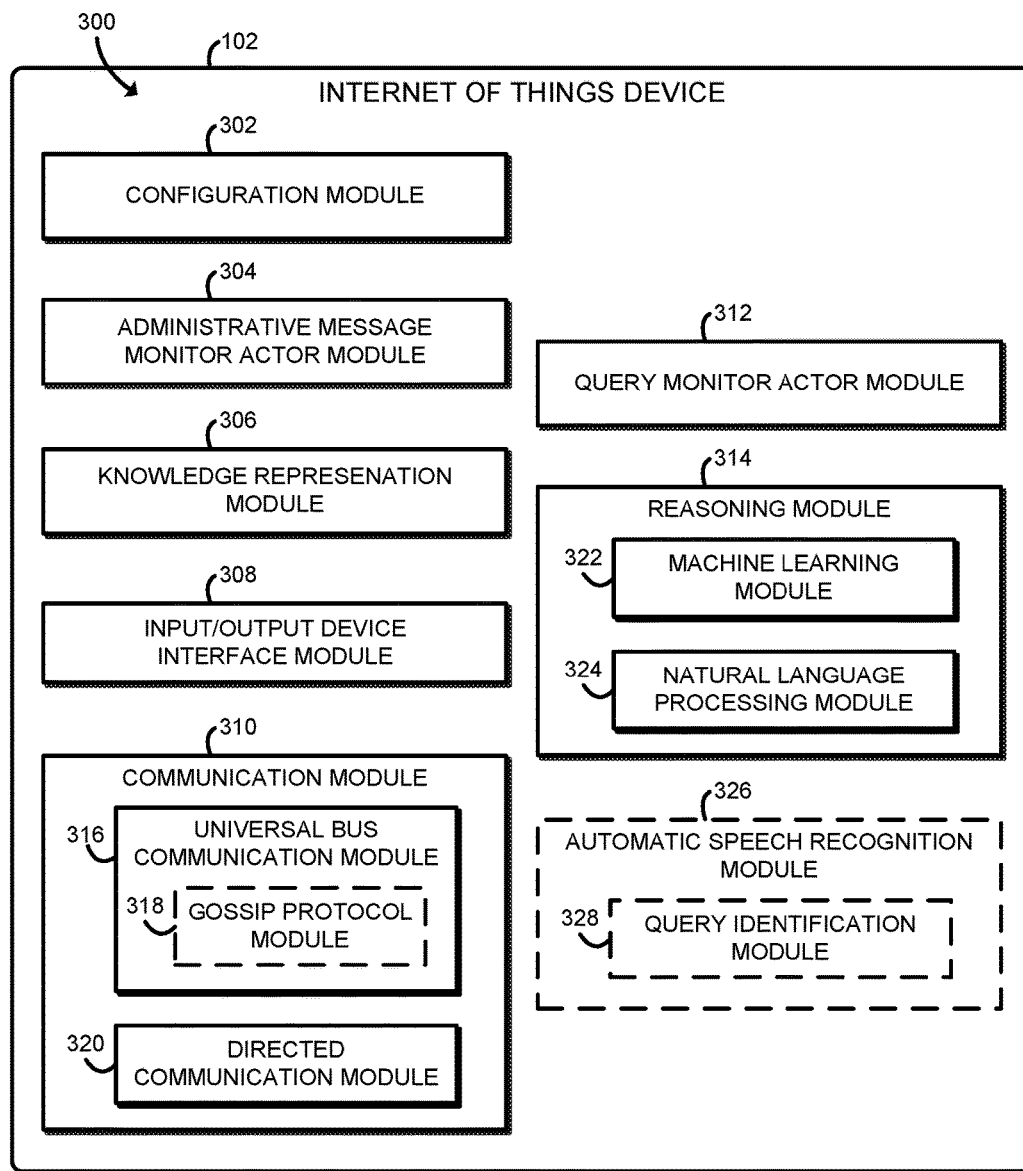 300
102
INTERNET OF THINGS DEVICE
302
CONFIGURATION MODULE
304
ADMINISTRATIVE MESSAGE
MONITOR ACTOR MODULE
306
KNOWLEDGE REPRESENATION
MODULE
308
INPUT/OUTPUT DEVICE
INTERFACE MODULE
310
COMMUNICATION MODULE
316
UNIVERSAL BUS
COMMUNICATION MODULE
318
GOSSIP PROTOCOL
MODULE
320
DIRECTED
COMMUNICATION MODULE
312
QUERY MONITOR ACTOR MODULE
314
REASONING MODULE
322
MACHINE LEARNING
MODULE
324
NATURAL LANGUAGE
PROCESSING MODULE
326
AUTOMATIC SPEECH RECOGNITION
MODULE
328
QUERY IDENTIFICATION
MODULE